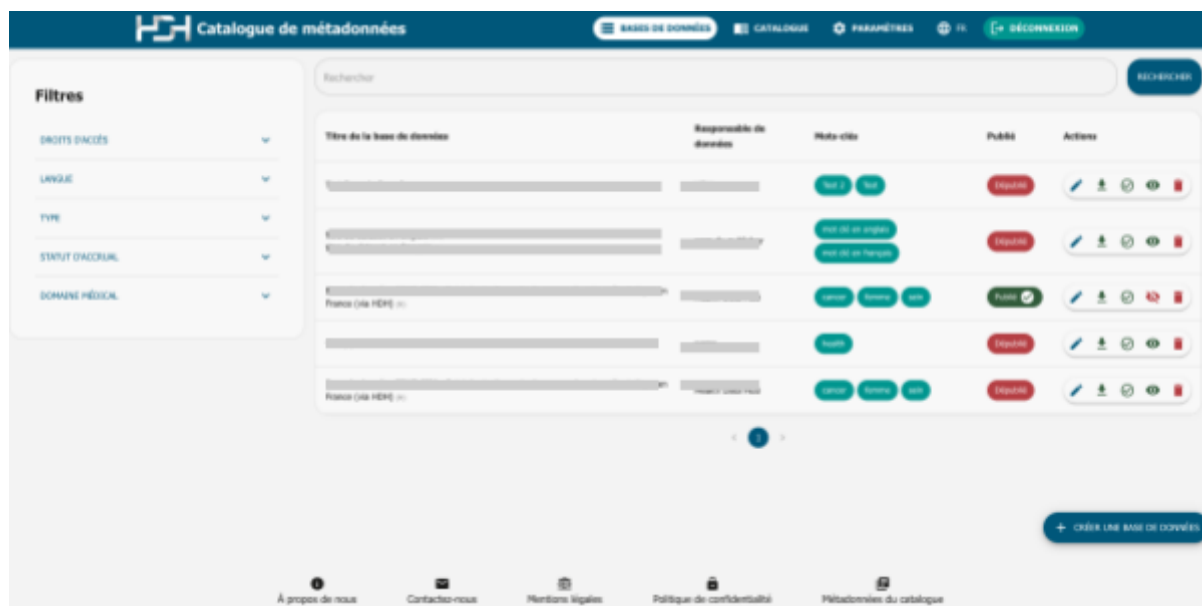 HDH Catalogue de métadonnées
BASES DE DONNÉES
CATALOGUE
PARAMÈTRES
FR
DÉCONNEXION
Filtres
DROITS D'ACCÈS
LANGUE
TYPE
STATUT D'ACCRUAL
DOMAINE MÉDICAL
Rechercher
RECHERCHER
Titre de la base de données
Responsable de
données
Mots-clés
Publié
Actions
Test 2
Test
Dépublié
mot clé en anglais
mot clé en français
Dépublié
France (via HDH)
cancer
femme
sein
Publié
health
Dépublié
France (via HDH)
cancer
femme
sein
Dépublié
1
+ CRÉER UNE BASE DE DONNÉES
À propos de nous
Contactez-nous
Mentions légales
Politique de confidentialité
Métadonnées du catalogue